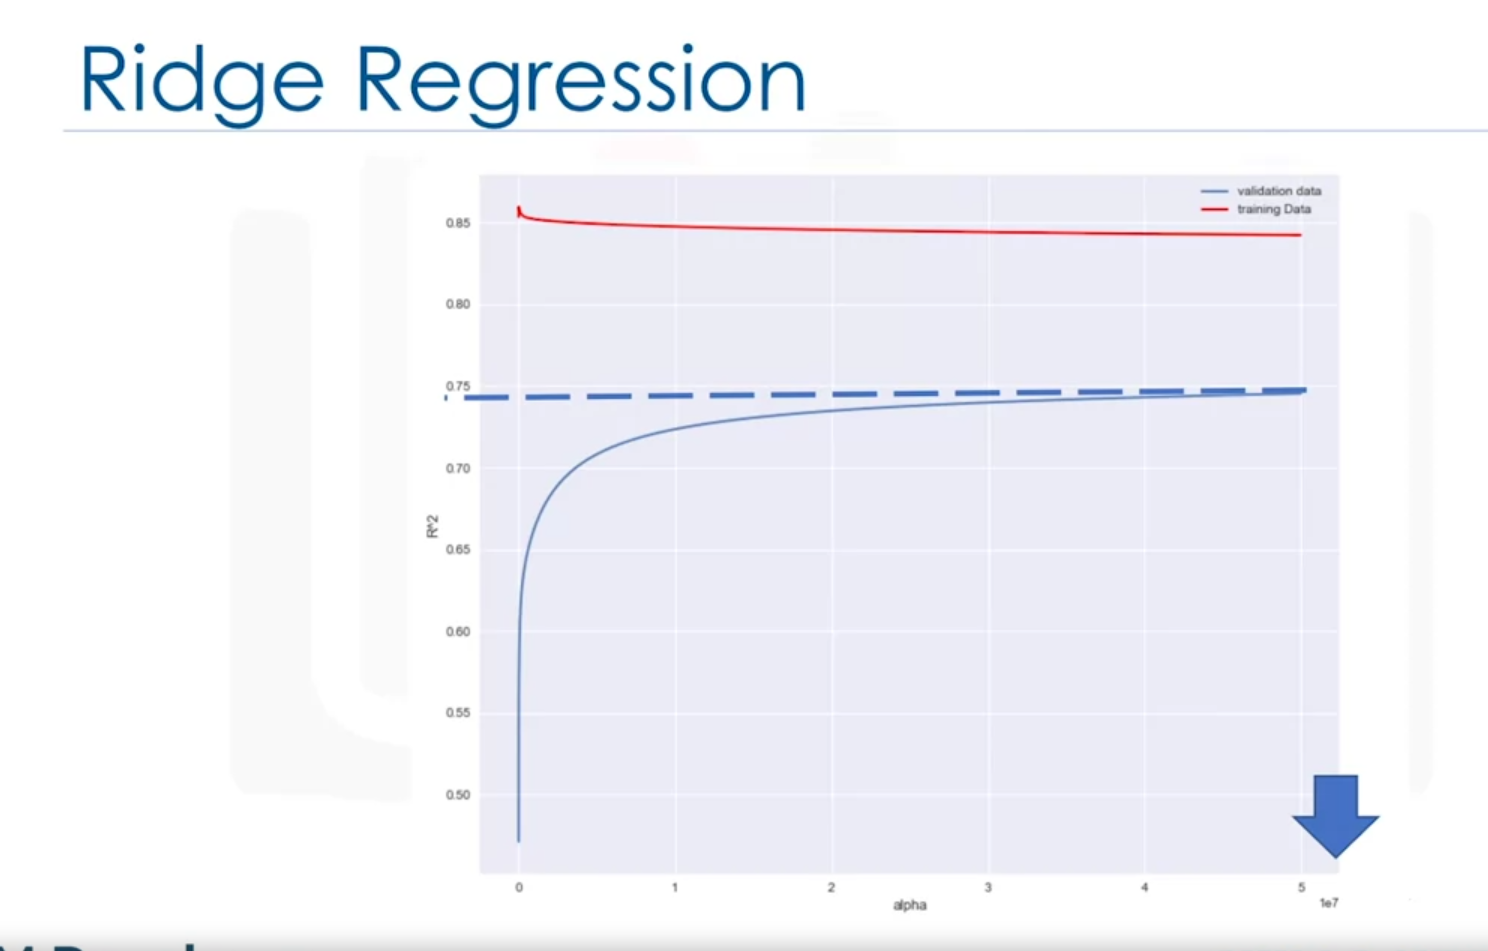 Ridge Regression
validation data
training Data
0.85
0.80
0.75
0.70
0.65
0.60
0.55
0.50
R^2
0 1 2 3 4 5
1e7
alpha